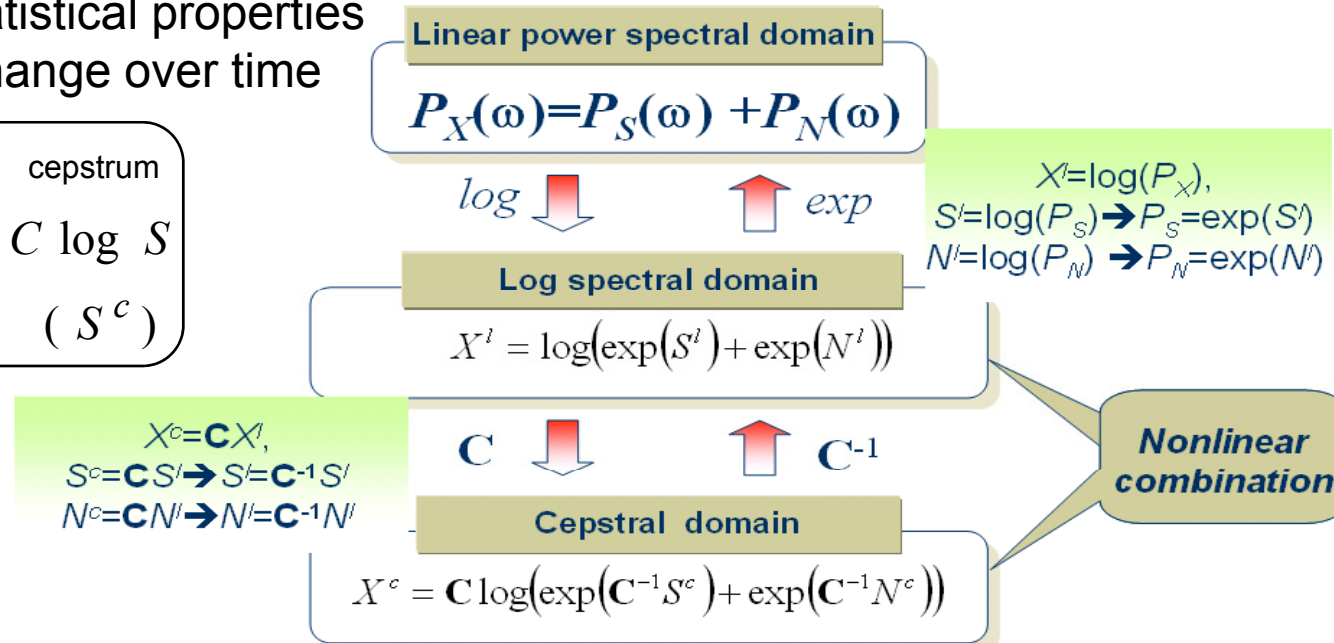 atistical properties
hange over time
cepstrum
C log S
( S^c )
Linear power spectral domain
P_X(ω)=P_S(ω) +P_N(ω)
log
exp
X^l=log(P_X),
S^l=log(P_S)➔P_S=exp(S^l)
N^l=log(P_N) ➔P_N=exp(N^l)
Log spectral domain
X^l = log(exp(S^l)+exp(N^l))
X^c=CX^l,
S^c=CS^l➔S^l=C^-1S^l
N^c=CN^l➔N^l=C^-1N^l
C
C^-1
Nonlinear
combination
Cepstral domain
X^c = C log(exp(C^−1S^c)+exp(C^−1N^c))